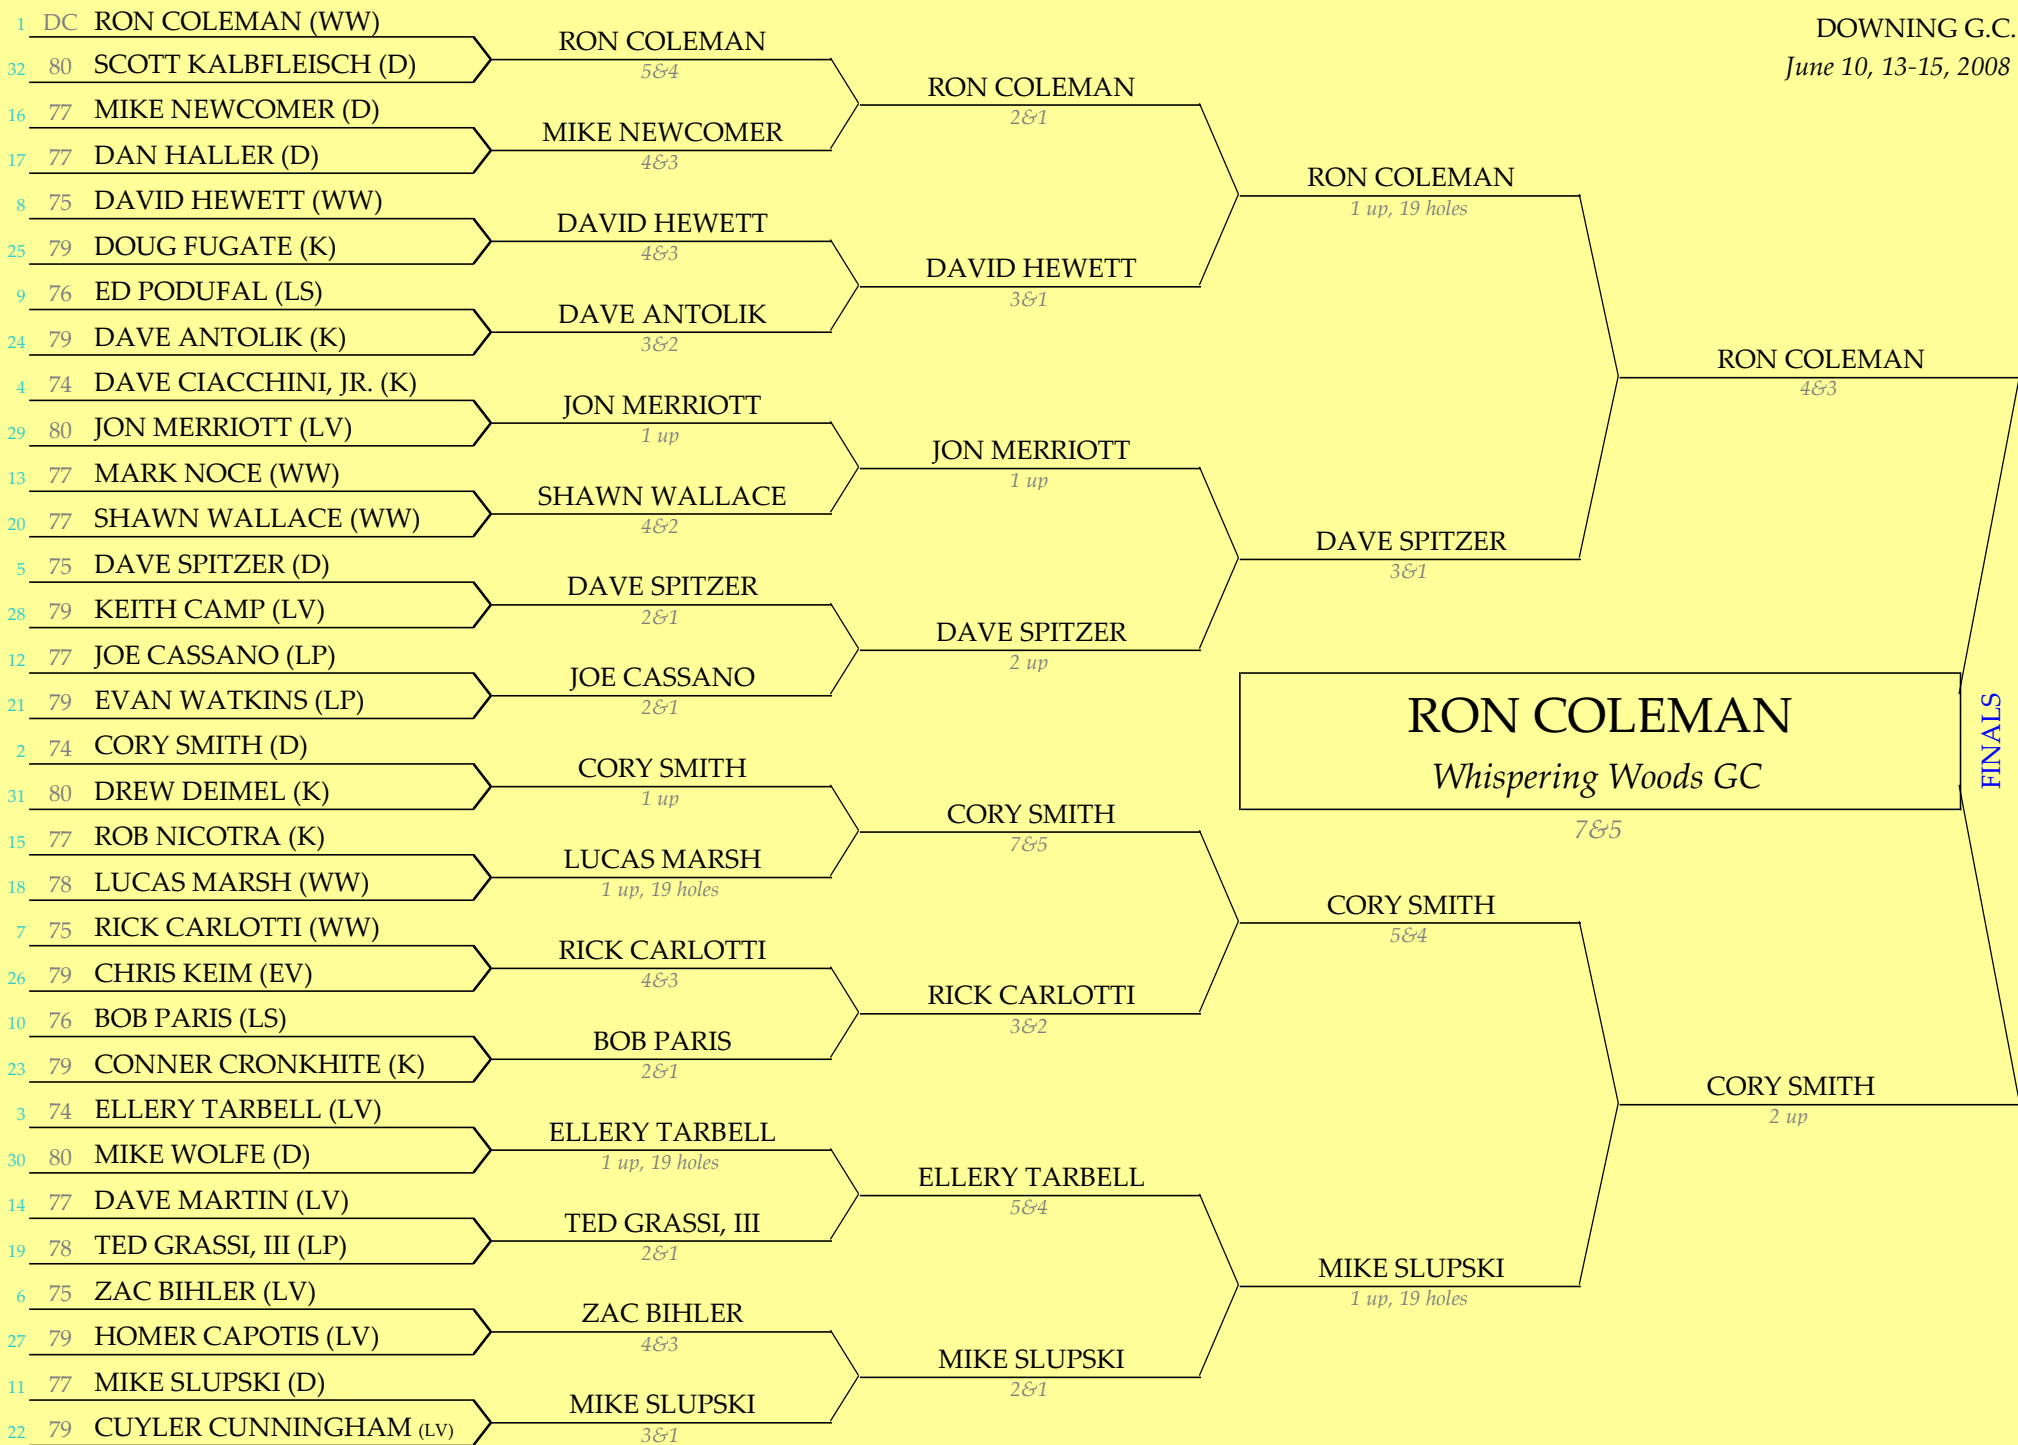 DOWNING G.C.
June 10, 13-15, 2008
1 DC RON COLEMAN (WW)
32 80 SCOTT KALBFLEISCH (D)
16 77 MIKE NEWCOMER (D)
17 77 DAN HALLER (D)
8 75 DAVID HEWETT (WW)
25 79 DOUG FUGATE (K)
9 76 ED PODUFAL (LS)
24 79 DAVE ANTOLIK (K)
4 74 DAVE CIACCHINI, JR. (K)
29 80 JON MERRIOTT (LV)
13 77 MARK NOCE (WW)
20 77 SHAWN WALLACE (WW)
5 75 DAVE SPITZER (D)
28 79 KEITH CAMP (LV)
12 77 JOE CASSANO (LP)
21 79 EVAN WATKINS (LP)
2 74 CORY SMITH (D)
31 80 DREW DEIMEL (K)
15 77 ROB NICOTRA (K)
18 78 LUCAS MARSH (WW)
7 75 RICK CARLOTTI (WW)
26 79 CHRIS KEIM (EV)
10 76 BOB PARIS (LS)
23 79 CONNER CRONKHITE (K)
3 74 ELLERY TARBELL (LV)
30 80 MIKE WOLFE (D)
14 77 DAVE MARTIN (LV)
19 78 TED GRASSI, III (LP)
6 75 ZAC BIHLER (LV)
27 79 HOMER CAPOTIS (LV)
11 77 MIKE SLUPSKI (D)
22 79 CUYLER CUNNINGHAM (LV)
RON COLEMAN
5&4
MIKE NEWCOMER
4&3
DAVID HEWETT
4&3
DAVE ANTOLIK
3&2
JON MERRIOTT
1 up
SHAWN WALLACE
4&2
DAVE SPITZER
2&1
JOE CASSANO
2&1
CORY SMITH
1 up
LUCAS MARSH
1 up, 19 holes
RICK CARLOTTI
4&3
BOB PARIS
2&1
ELLERY TARBELL
1 up, 19 holes
TED GRASSI, III
2&1
ZAC BIHLER
4&3
MIKE SLUPSKI
3&1
RON COLEMAN
2&1
DAVID HEWETT
3&1
JON MERRIOTT
1 up
DAVE SPITZER
2 up
CORY SMITH
7&5
RICK CARLOTTI
3&2
ELLERY TARBELL
5&4
MIKE SLUPSKI
2&1
RON COLEMAN
1 up, 19 holes
DAVE SPITZER
3&1
CORY SMITH
5&4
MIKE SLUPSKI
1 up, 19 holes
RON COLEMAN
4&3
CORY SMITH
2 up
FINALS
RON COLEMAN
Whispering Woods GC
7&5